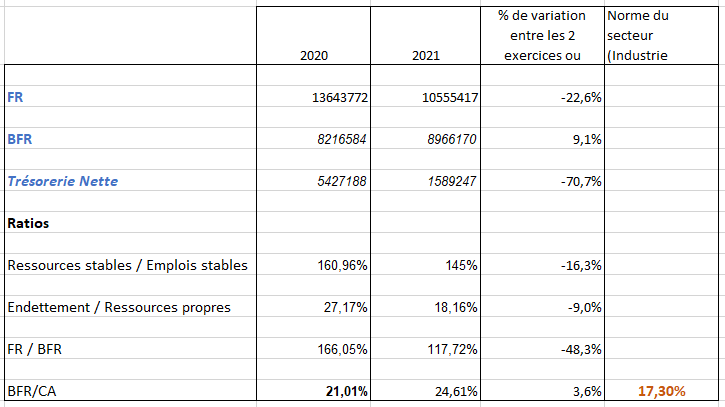 2020 2021 % de variation entre les 2 exercices ou Norme du secteur (Industrie
FR 13643772 10555417 -22,6%
BFR 8216584 8966170 9,1%
Trésorerie Nette 5427188 1589247 -70,7%
Ratios
Ressources stables / Emplois stables 160,96% 145% -16,3%
Endettement / Ressources propres 27,17% 18,16% -9,0%
FR / BFR 166,05% 117,72% -48,3%
BFR/CA 21,01% 24,61% 3,6% 17,30%